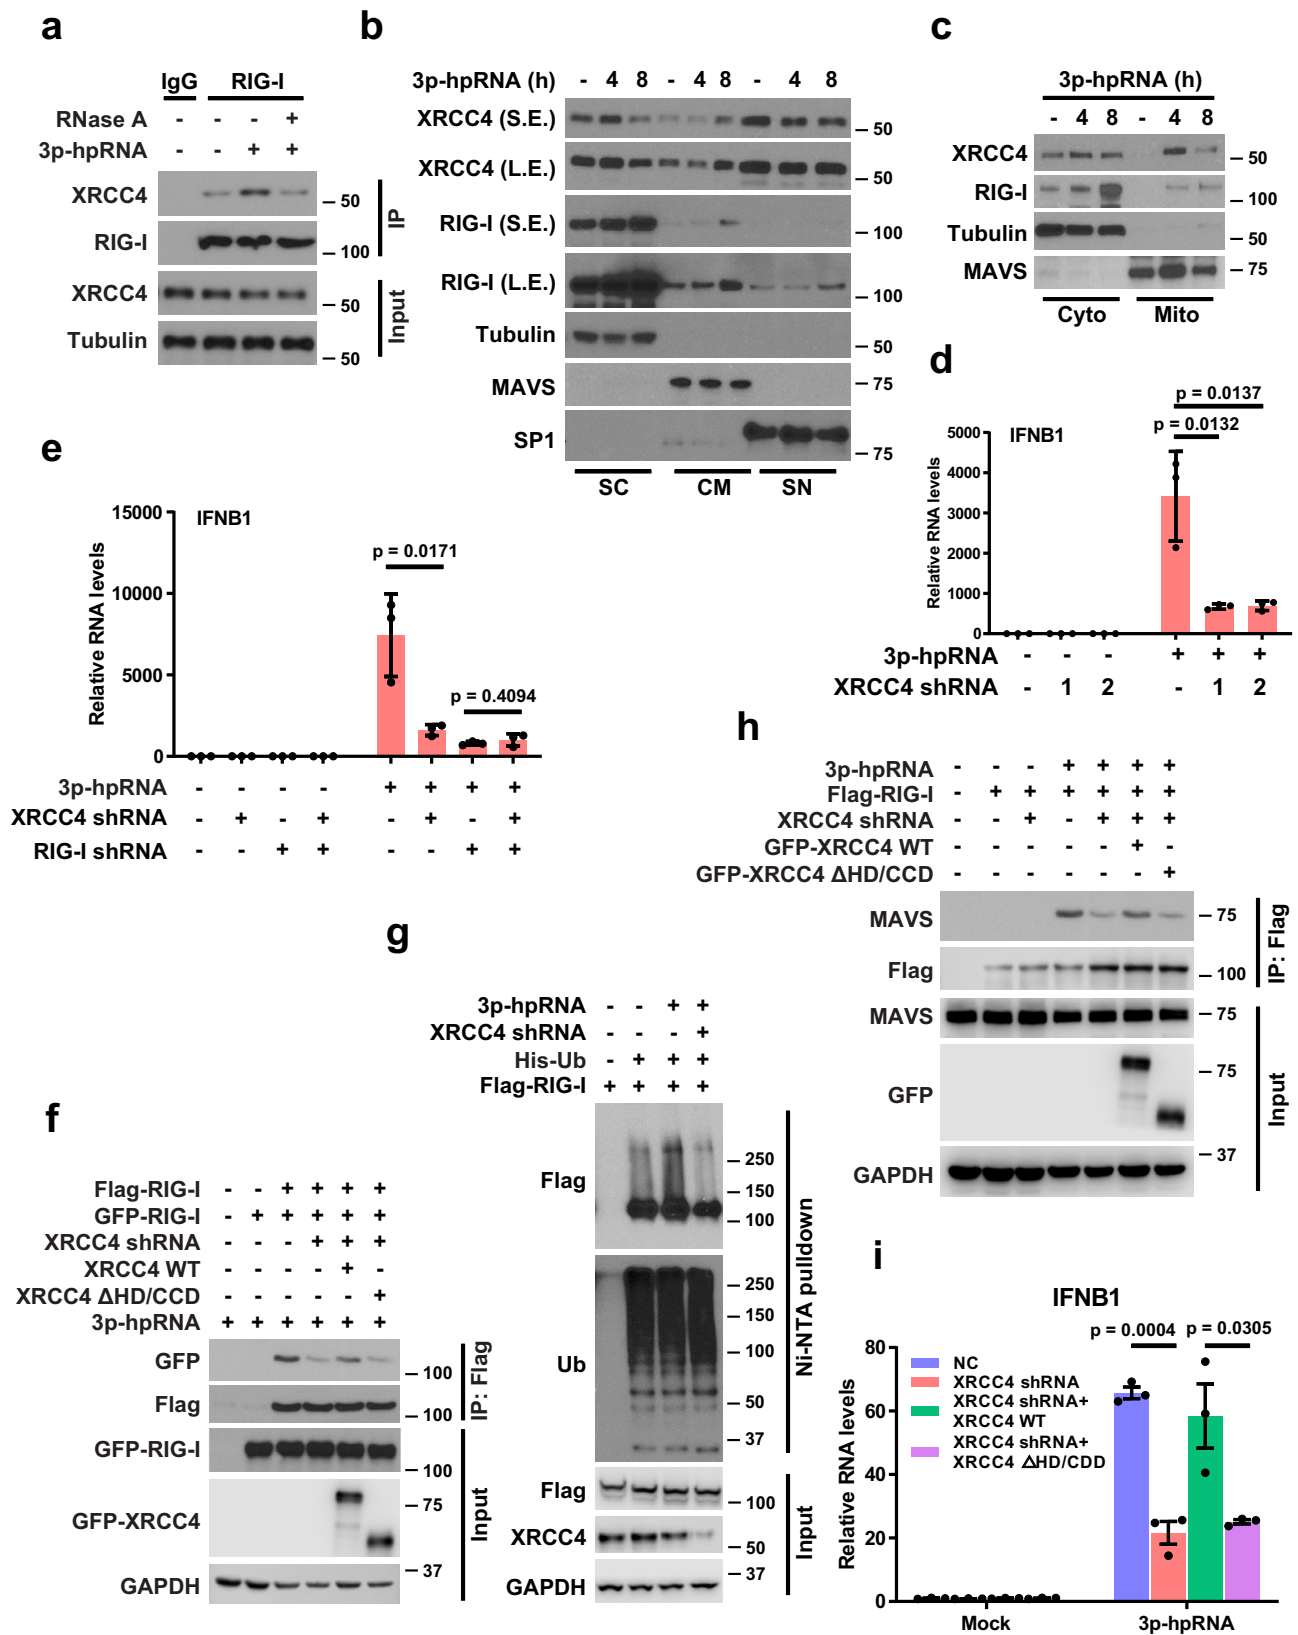 a
IgG RIG-I
RNase A - - - +
3p-hpRNA - - + +
XRCC4 – 50
RIG-I – 100
IP
XRCC4 – 50
Tubulin – 50
Input
b
3p-hpRNA (h) - 4 8 - 4 8 - 4 8
XRCC4 (S.E.) – 50
XRCC4 (L.E.) – 50
RIG-I (S.E.) – 100
RIG-I (L.E.) – 100
Tubulin – 50
MAVS – 75
SP1 – 75
SC CM SN
c
3p-hpRNA (h)
- 4 8 - 4 8
XRCC4 – 50
RIG-I – 100
Tubulin – 50
MAVS – 75
Cyto Mito
d
p = 0.0137
p = 0.0132
IFNB1
Relative RNA levels
5000
4000
3000
2000
1000
0
3p-hpRNA - - - + + +
XRCC4 shRNA - 1 2 - 1 2
e
IFNB1
Relative RNA levels
15000
10000
5000
0
p = 0.0171
p = 0.4094
3p-hpRNA - - - - + + + +
XRCC4 shRNA - + - + - + - +
RIG-I shRNA - - + + - - + +
f
Flag-RIG-I - - + + + +
GFP-RIG-I - + + + + +
XRCC4 shRNA - - - + + +
XRCC4 WT - - - - + -
XRCC4 ΔHD/CCD - - - - - +
3p-hpRNA + + + + + +
GFP – 100
Flag – 100
IP: Flag
GFP-RIG-I – 100
GFP-XRCC4 – 75
GAPDH – 37
Input
g
3p-hpRNA - - + +
XRCC4 shRNA - - - +
His-Ub - + + +
Flag-RIG-I + + + +
Flag
– 250
– 150
– 100
Ub
– 250
– 150
– 100
– 50
– 37
Ni-NTA pulldown
Flag – 100
XRCC4 – 50
GAPDH – 37
Input
h
3p-hpRNA - - - + + + +
Flag-RIG-I - + + + + + +
XRCC4 shRNA - - + - + + +
GFP-XRCC4 WT - - - - - + -
GFP-XRCC4 ΔHD/CCD - - - - - - +
MAVS – 75
Flag – 100
IP: Flag
MAVS – 75
GFP – 75
GAPDH – 37
Input
i
IFNB1
p = 0.0004 p = 0.0305
Relative RNA levels
80
60
40
20
0
NC
XRCC4 shRNA
XRCC4 shRNA+
XRCC4 WT
XRCC4 shRNA+
XRCC4 ΔHD/CDD
Mock 3p-hpRNA